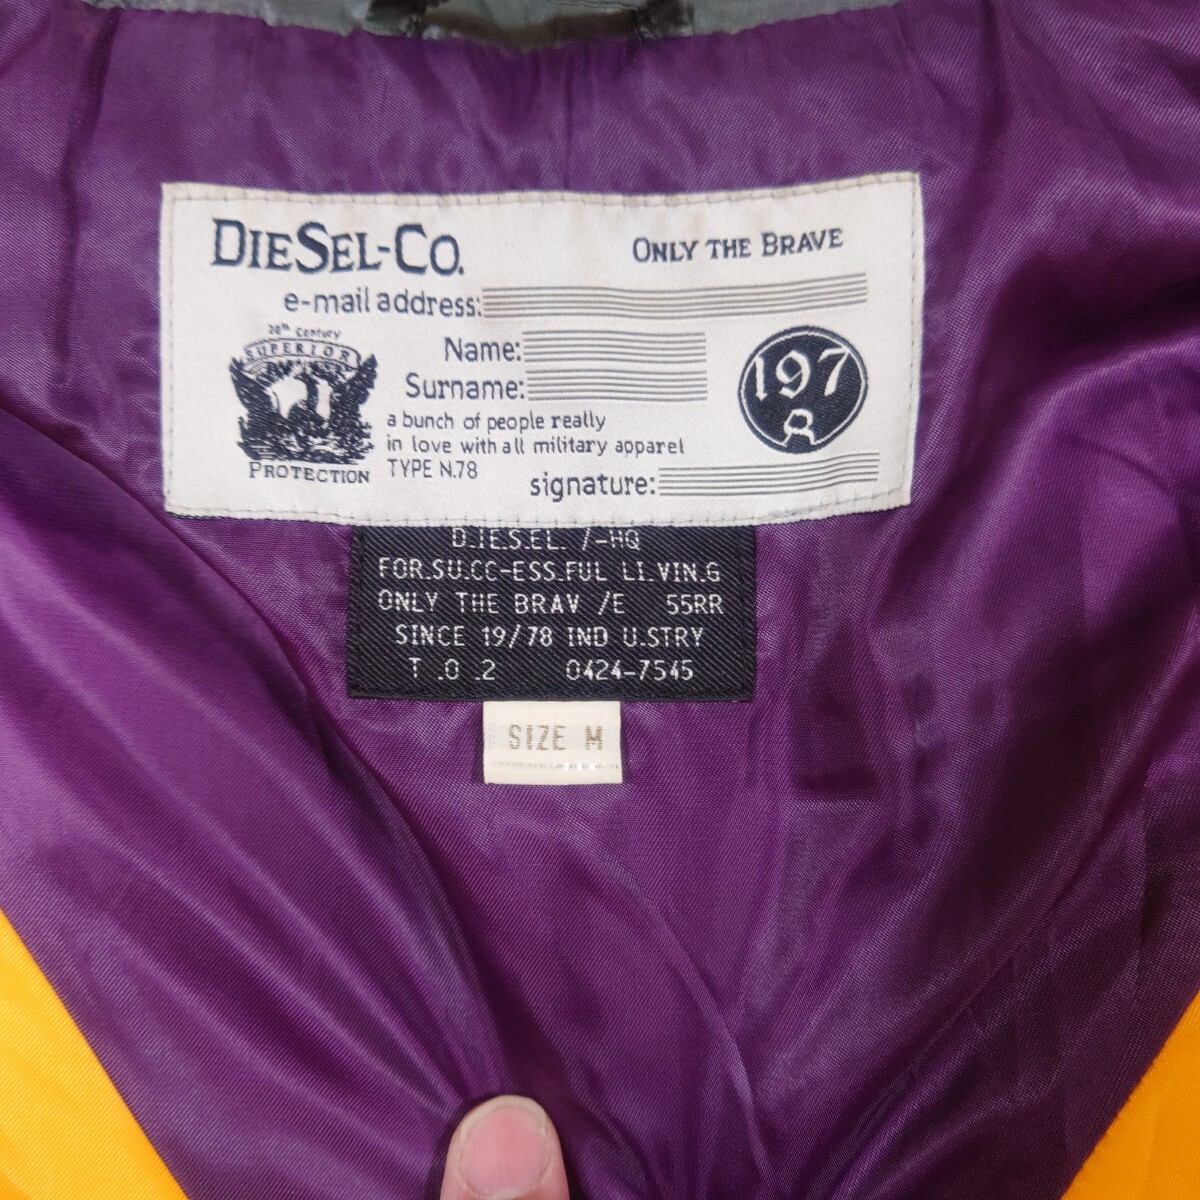 DIESEL-CO. ONLY THE BRAVE
e-mail address:
20th Century
SUPERIOR
PROTECTION
Name:
Surname:
a bunch of people really
in love with all military apparel
TYPE N.78
signature:
197
8
D.IE.S.EL. /-HQ
FOR.SU.CC-ESS.FUL LI.VIN.G
ONLY THE BRAV /E 55RR
SINCE 19/78 IND U.STRY
T .O .2 0424-7545
SIZE M